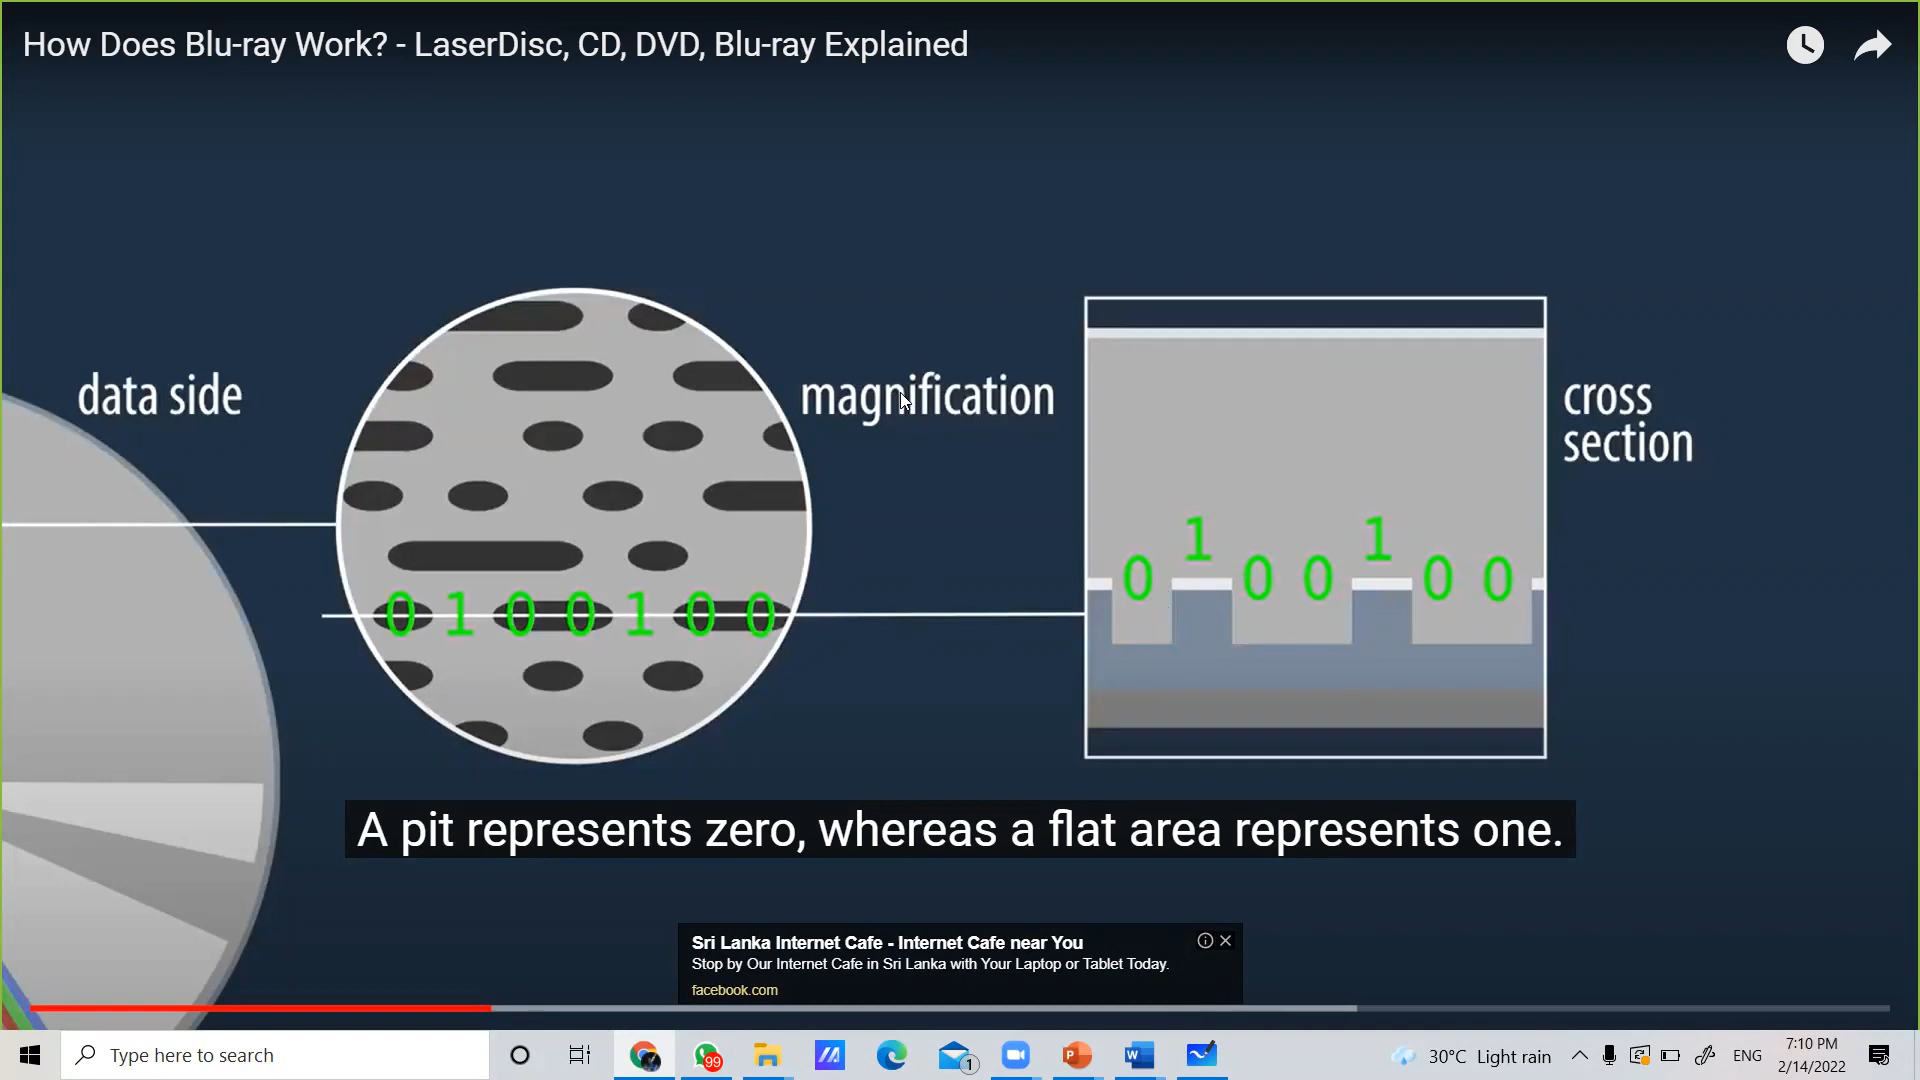 How Does Blu-ray Work? - LaserDisc, CD, DVD, Blu-ray Explained
data side
magnification
cross
section
0 1 0 0 1 0 0
0 1 0 0 1 0 0
A pit represents zero, whereas a flat area represents one.
Sri Lanka Internet Cafe - Internet Cafe near You
Stop by Our Internet Cafe in Sri Lanka with Your Laptop or Tablet Today.
facebook.com
Type here to search
99
1
P
W
30°C Light rain
ENG
7:10 PM
2/14/2022